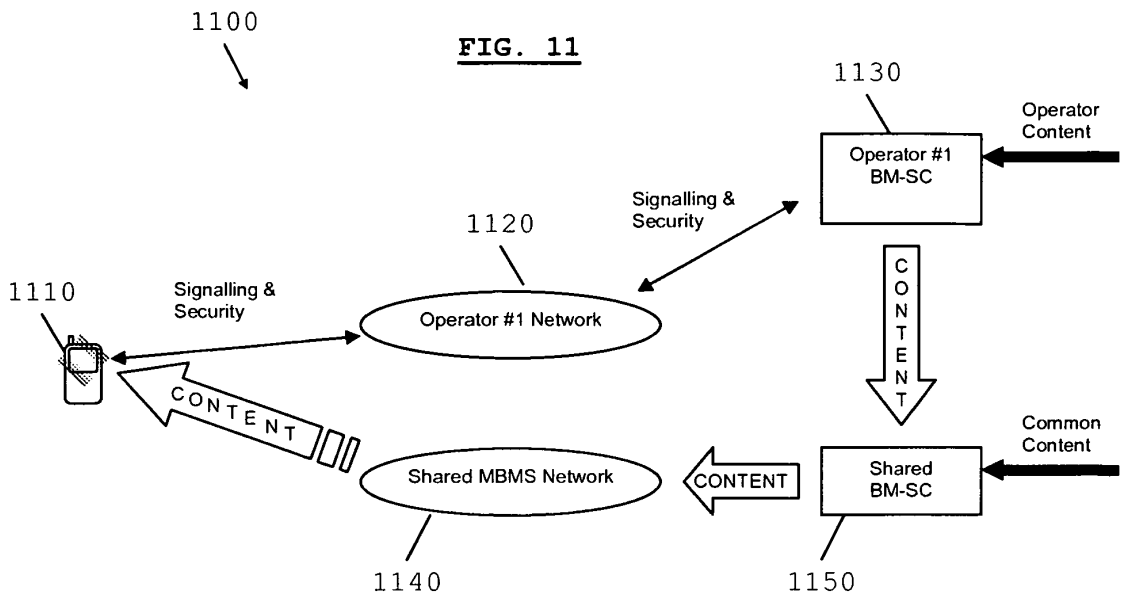 1100
FIG. 11
1130
Operator
Content
Operator #1
BM-SC
Signalling &
Security
1120
1110
Signalling &
Security
Operator #1 Network
CONTENT
CONTENT
Common
Content
Shared MBMS Network
CONTENT
Shared
BM-SC
1140
1150